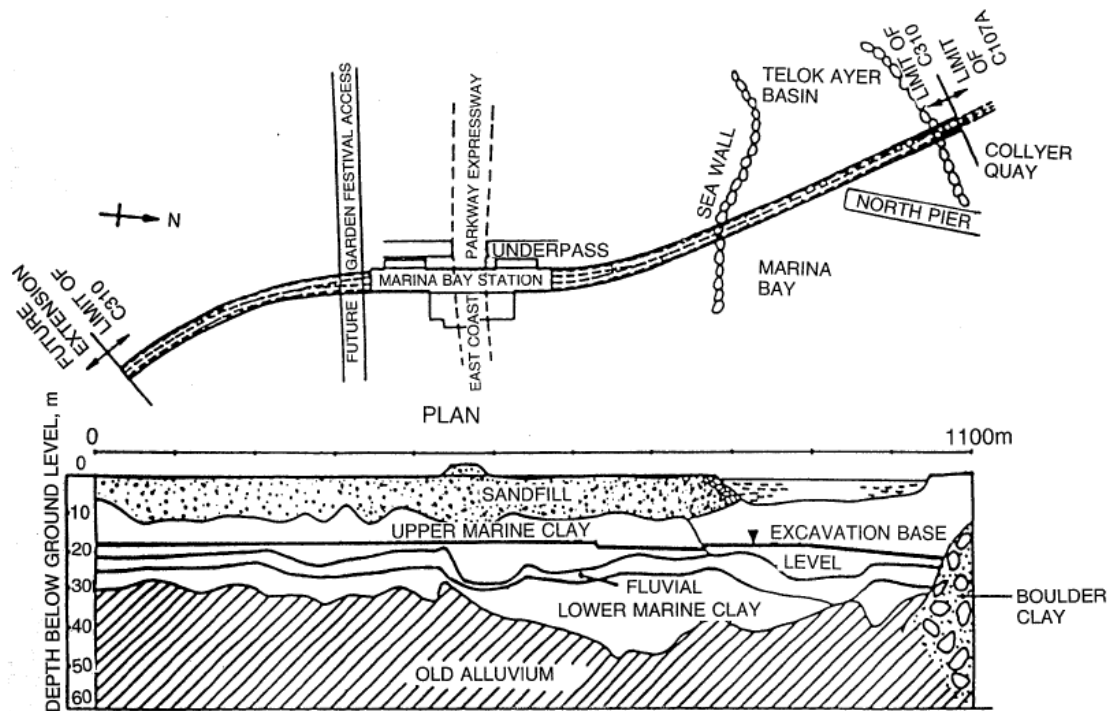 TELOK AYER
BASIN
LIMIT OF
C310
LIMIT
OF
C107A
COLLYER
QUAY
NORTH PIER
SEA WALL
MARINA
BAY
N
FUTURE GARDEN FESTIVAL ACCESS
EAST COAST PARKWAY EXPRESSWAY
UNDERPASS
MARINA BAY STATION
FUTURE
EXTENSION
LIMIT OF
C310
PLAN
DEPTH BELOW GROUND LEVEL, m
0
1100m
0
10
20
30
40
50
60
SANDFILL
UPPER MARINE CLAY
EXCAVATION BASE
LEVEL
FLUVIAL
LOWER MARINE CLAY
BOULDER
CLAY
OLD ALLUVIUM